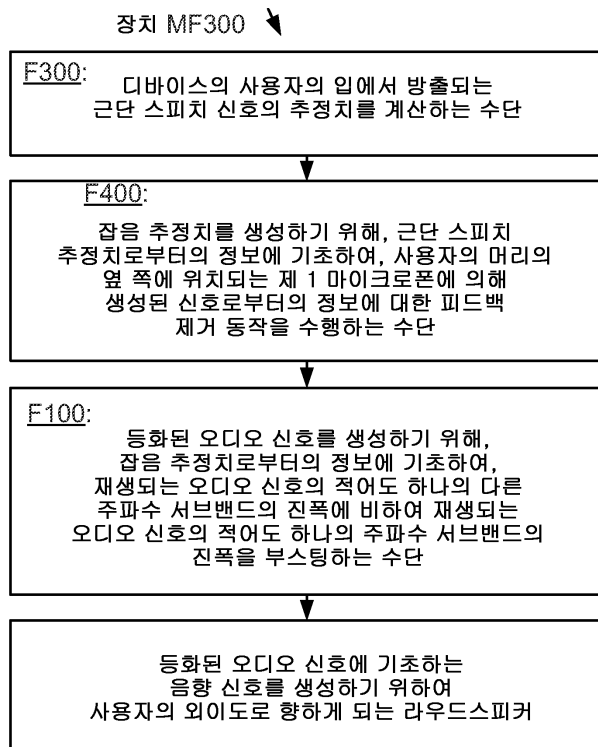 장치 MF300
F300:
디바이스의 사용자의 입에서 방출되는
근단 스피치 신호의 추정치를 계산하는 수단
F400:
잡음 추정치를 생성하기 위해, 근단 스피치
추정치로부터의 정보에 기초하여, 사용자의 머리의
옆 쪽에 위치되는 제 1 마이크로폰에 의해
생성된 신호로부터의 정보에 대한 피드백
제거 동작을 수행하는 수단
F100:
등화된 오디오 신호를 생성하기 위해,
잡음 추정치로부터의 정보에 기초하여,
재생되는 오디오 신호의 적어도 하나의 다른
주파수 서브밴드의 진폭에 비하여 재생되는
오디오 신호의 적어도 하나의 주파수 서브밴드의
진폭을 부스팅하는 수단
등화된 오디오 신호에 기초하는
음향 신호를 생성하기 위하여
사용자의 외이도로 향하게 되는 라우드스피커